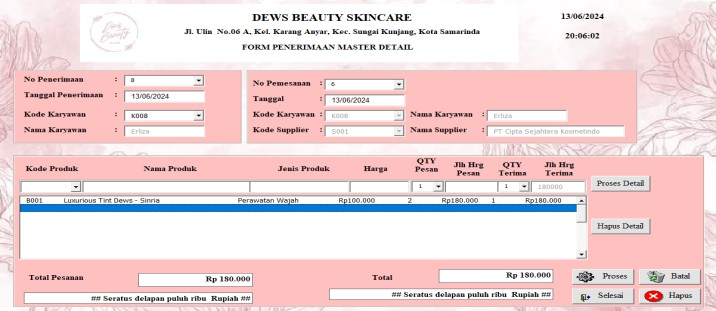 Dews Beauty
DEWS BEAUTY SKINCARE
13/06/2024
Jl. Ulin No.06 A, Kel. Karang Anyar, Kec. Sungai Kunjang, Kota Samarinda
20:06:02
FORM PENERIMAAN MASTER DETAIL
No Penerimaan : 8
Tanggal Penerimaan : 13/06/2024
Kode Karyawan : K008
Nama Karyawan : Erliza
No Pemesanan : 6
Tanggal : 13/06/2024
Kode Karyawan : K008 Nama Karyawan : Erliza
Kode Supplier : S001 Nama Supplier : PT Cipta Sejahtera Kosmetindo
Kode Produk Nama Produk Jenis Produk Harga QTY Pesan Jlh Hrg Pesan QTY Terima Jlh Hrg Terima
1 1 180000 Proses Detail
B001 Luxurious Tint Dews - Sinria Perawatan Wajah Rp100.000 2 Rp180.000 1 Rp180.000
Hapus Detail
Total Pesanan Rp 180.000 Total Rp 180.000 Proses Batal
## Seratus delapan puluh ribu Rupiah ## ## Seratus delapan puluh ribu Rupiah ## Selesai Hapus